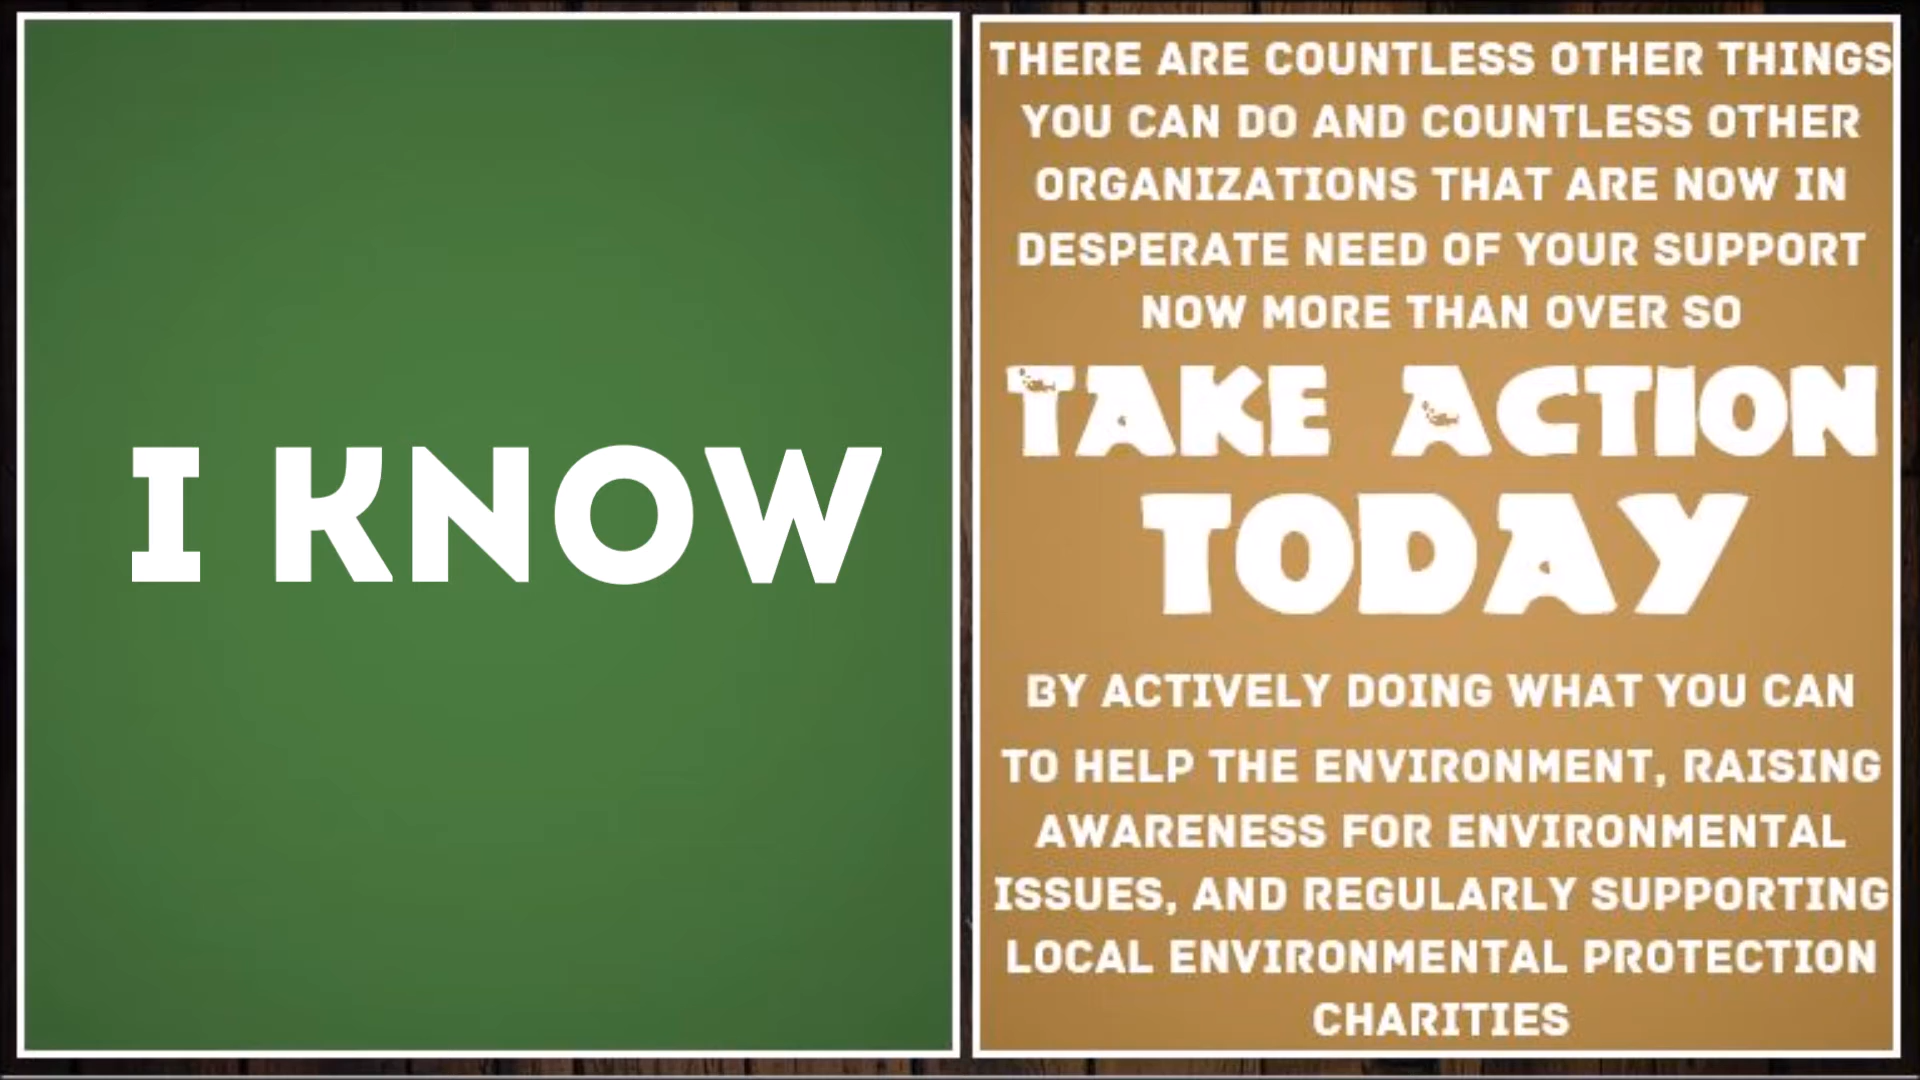 I KNOW
THERE ARE COUNTLESS OTHER THINGS
YOU CAN DO AND COUNTLESS OTHER
ORGANIZATIONS THAT ARE NOW IN
DESPERATE NEED OF YOUR SUPPORT
NOW MORE THAN OVER SO
TAKE ACTION
TODAY
BY ACTIVELY DOING WHAT YOU CAN
TO HELP THE ENVIRONMENT, RAISING
AWARENESS FOR ENVIRONMENTAL
ISSUES, AND REGULARLY SUPPORTING
LOCAL ENVIRONMENTAL PROTECTION
CHARITIES